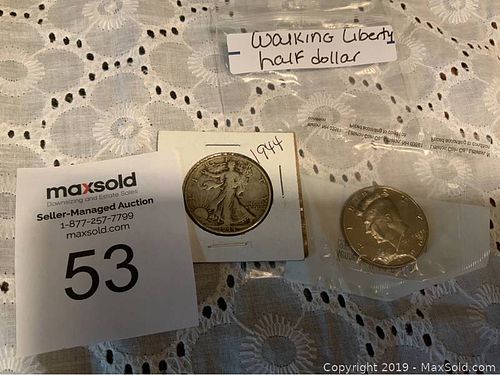 Walking Liberty
half dollar
1944
maxsold
Downsizing and Estate Sales
Seller-Managed Auction
1-877-257-7799
maxsold.com
53
1944
Copyright 2019 - MaxSold.com